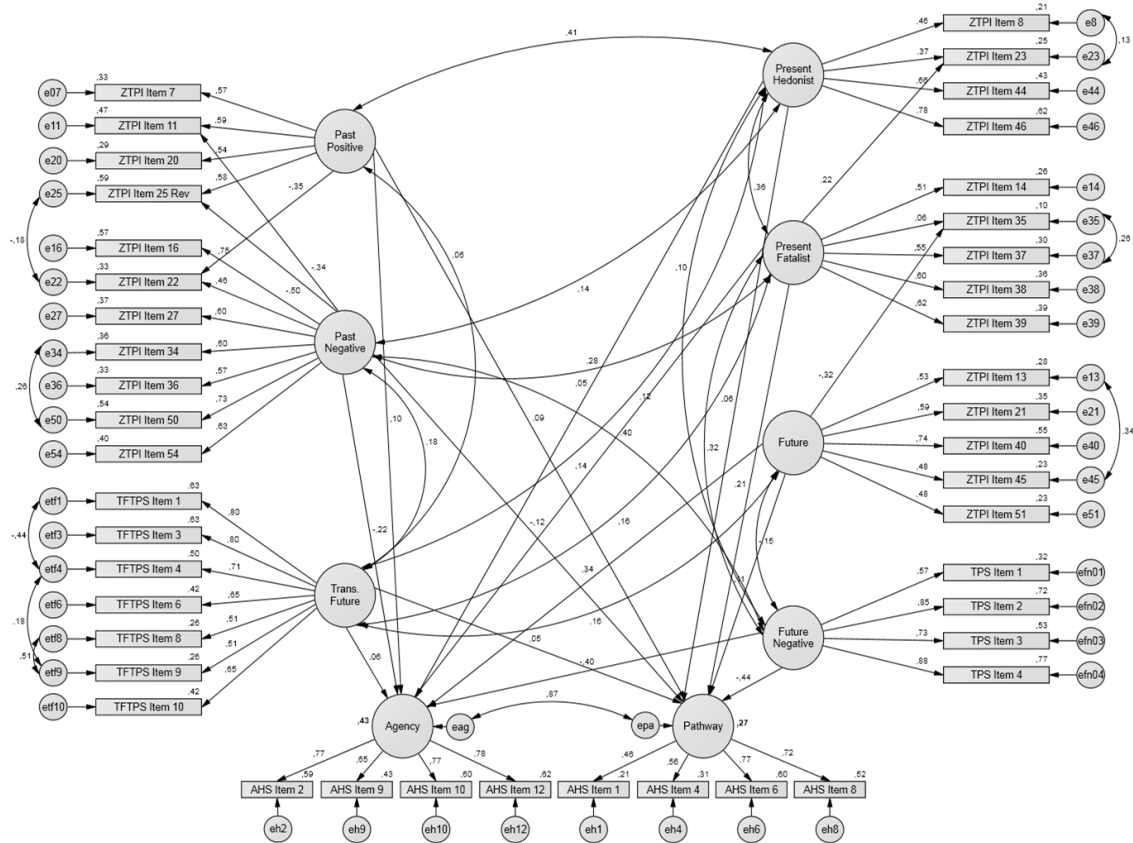 ,41
,21
ZTPI Item 8
e8
,46
,13
,25
ZTPI Item 23
e23
,37
Present
Hedonist
,43
ZTPI Item 44
e44
,66
,62
ZTPI Item 46
e46
,78
,33
e07
ZTPI Item 7
,57
,47
e11
ZTPI Item 11
,59
Past
Positive
,29
e20
ZTPI Item 20
,54
,59
e25
ZTPI Item 25 Rev
,58
-,35
,36
,22
,26
ZTPI Item 14
e14
,51
,10
ZTPI Item 35
e35
,06
,26
Present
Fatalist
,30
ZTPI Item 37
e37
,55
,36
ZTPI Item 38
e38
,60
,39
ZTPI Item 39
e39
,62
-,18
,57
e16
ZTPI Item 16
,75
,33
e22
ZTPI Item 22
,46
-,34
,06
,10
,14
,37
e27
ZTPI Item 27
,60
-,50
Past
Negative
,36
e34
ZTPI Item 34
,60
,33
e36
ZTPI Item 36
,57
,26
,54
e50
ZTPI Item 50
,73
,40
e54
ZTPI Item 54
,63
,28
,05
,12
,06
-,32
,10
,09
,40
,18
,14
,32
,21
,28
ZTPI Item 13
e13
,53
,35
ZTPI Item 21
e21
,59
,34
Future
,55
ZTPI Item 40
e40
,74
,23
ZTPI Item 45
e45
,48
,23
ZTPI Item 51
e51
,48
,63
etf1
TFTPS Item 1
,80
-,44
,63
etf3
TFTPS Item 3
,80
,50
etf4
TFTPS Item 4
,71
Trans.
Future
,42
etf6
TFTPS Item 6
,65
,18
,26
etf8
TFTPS Item 8
,51
,51
,26
etf9
TFTPS Item 9
,51
,42
etf10
TFTPS Item 10
,65
-,22
-,12
,16
-,15
,34
,16
,05
,06
-,40
-,44
,32
TPS Item 1
efn01
,57
,72
TPS Item 2
efn02
,85
Future
Negative
,53
TPS Item 3
efn03
,73
,77
TPS Item 4
efn04
,88
,87
,43
Agency
eag
epa
Pathway
,27
,77
,65
,77
,78
,46
,56
,77
,72
,59
,43
,60
,62
,21
,31
,60
,52
AHS Item 2
AHS Item 9
AHS Item 10
AHS Item 12
AHS Item 1
AHS Item 4
AHS Item 6
AHS Item 8
eh2
eh9
eh10
eh12
eh1
eh4
eh6
eh8